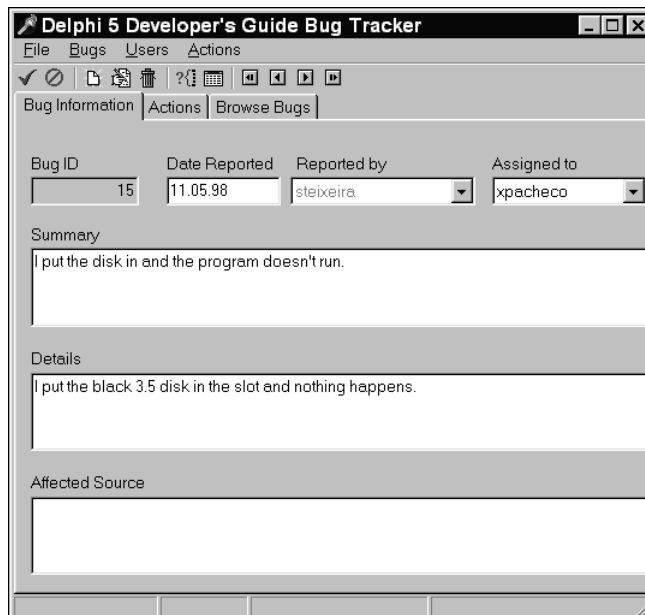 Delphi 5 Developer's Guide Bug Tracker
File Bugs Users Actions
Bug Information Actions Browse Bugs
Bug ID Date Reported Reported by Assigned to
15 11.05.98 steixeira xpacheco
Summary
I put the disk in and the program doesn't run.
Details
I put the black 3.5 disk in the slot and nothing happens.
Affected Source